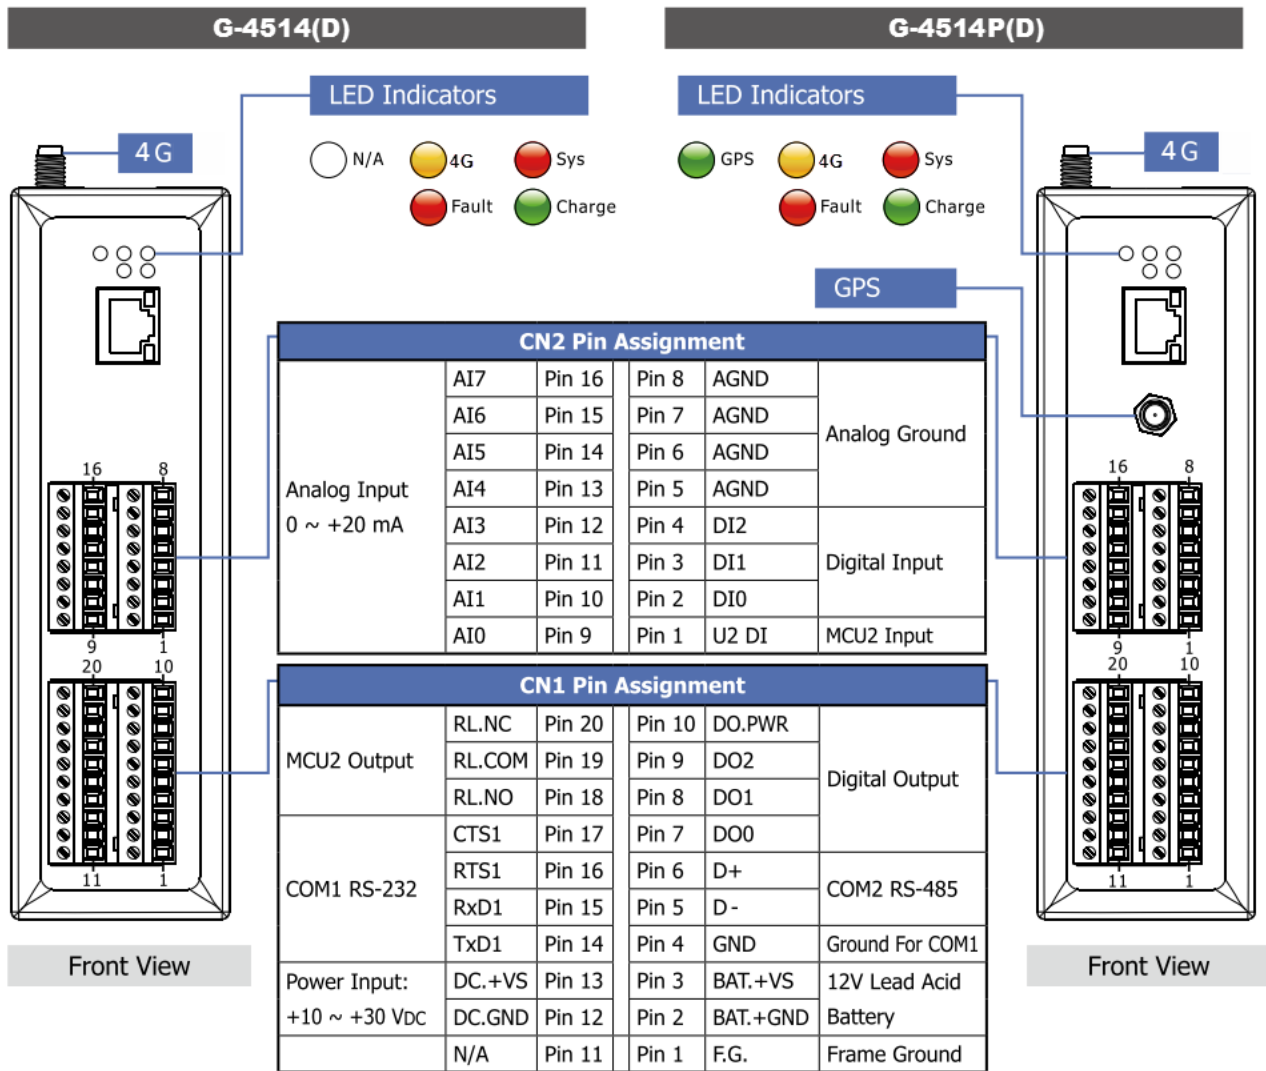 G-4514(D)
G-4514P(D)
LED Indicators
LED Indicators
4G
4G
N/A 4G Sys
GPS 4G Sys
Fault Charge
Fault Charge
GPS
CN2 Pin Assignment
AI7 Pin 16 Pin 8 AGND
AI6 Pin 15 Pin 7 AGND
Analog Ground
AI5 Pin 14 Pin 6 AGND
Analog Input
0 ~ +20 mA
AI4 Pin 13 Pin 5 AGND
AI3 Pin 12 Pin 4 DI2
AI2 Pin 11 Pin 3 DI1 Digital Input
AI1 Pin 10 Pin 2 DI0
AI0 Pin 9 Pin 1 U2 DI MCU2 Input
16 8
16 8
9 1
9 1
20 10
20 10
CN1 Pin Assignment
RL.NC Pin 20 Pin 10 DO.PWR
MCU2 Output RL.COM Pin 19 Pin 9 DO2
Digital Output
RL.NO Pin 18 Pin 8 DO1
CTS1 Pin 17 Pin 7 DO0
RTS1 Pin 16 Pin 6 D+
COM1 RS-232
COM2 RS-485
RxD1 Pin 15 Pin 5 D-
TxD1 Pin 14 Pin 4 GND Ground For COM1
Power Input: DC.+VS Pin 13 Pin 3 BAT.+VS 12V Lead Acid
+10 ~ +30 VDC DC.GND Pin 12 Pin 2 BAT.+GND Battery
N/A Pin 11 Pin 1 F.G. Frame Ground
11 1
11 1
Front View
Front View